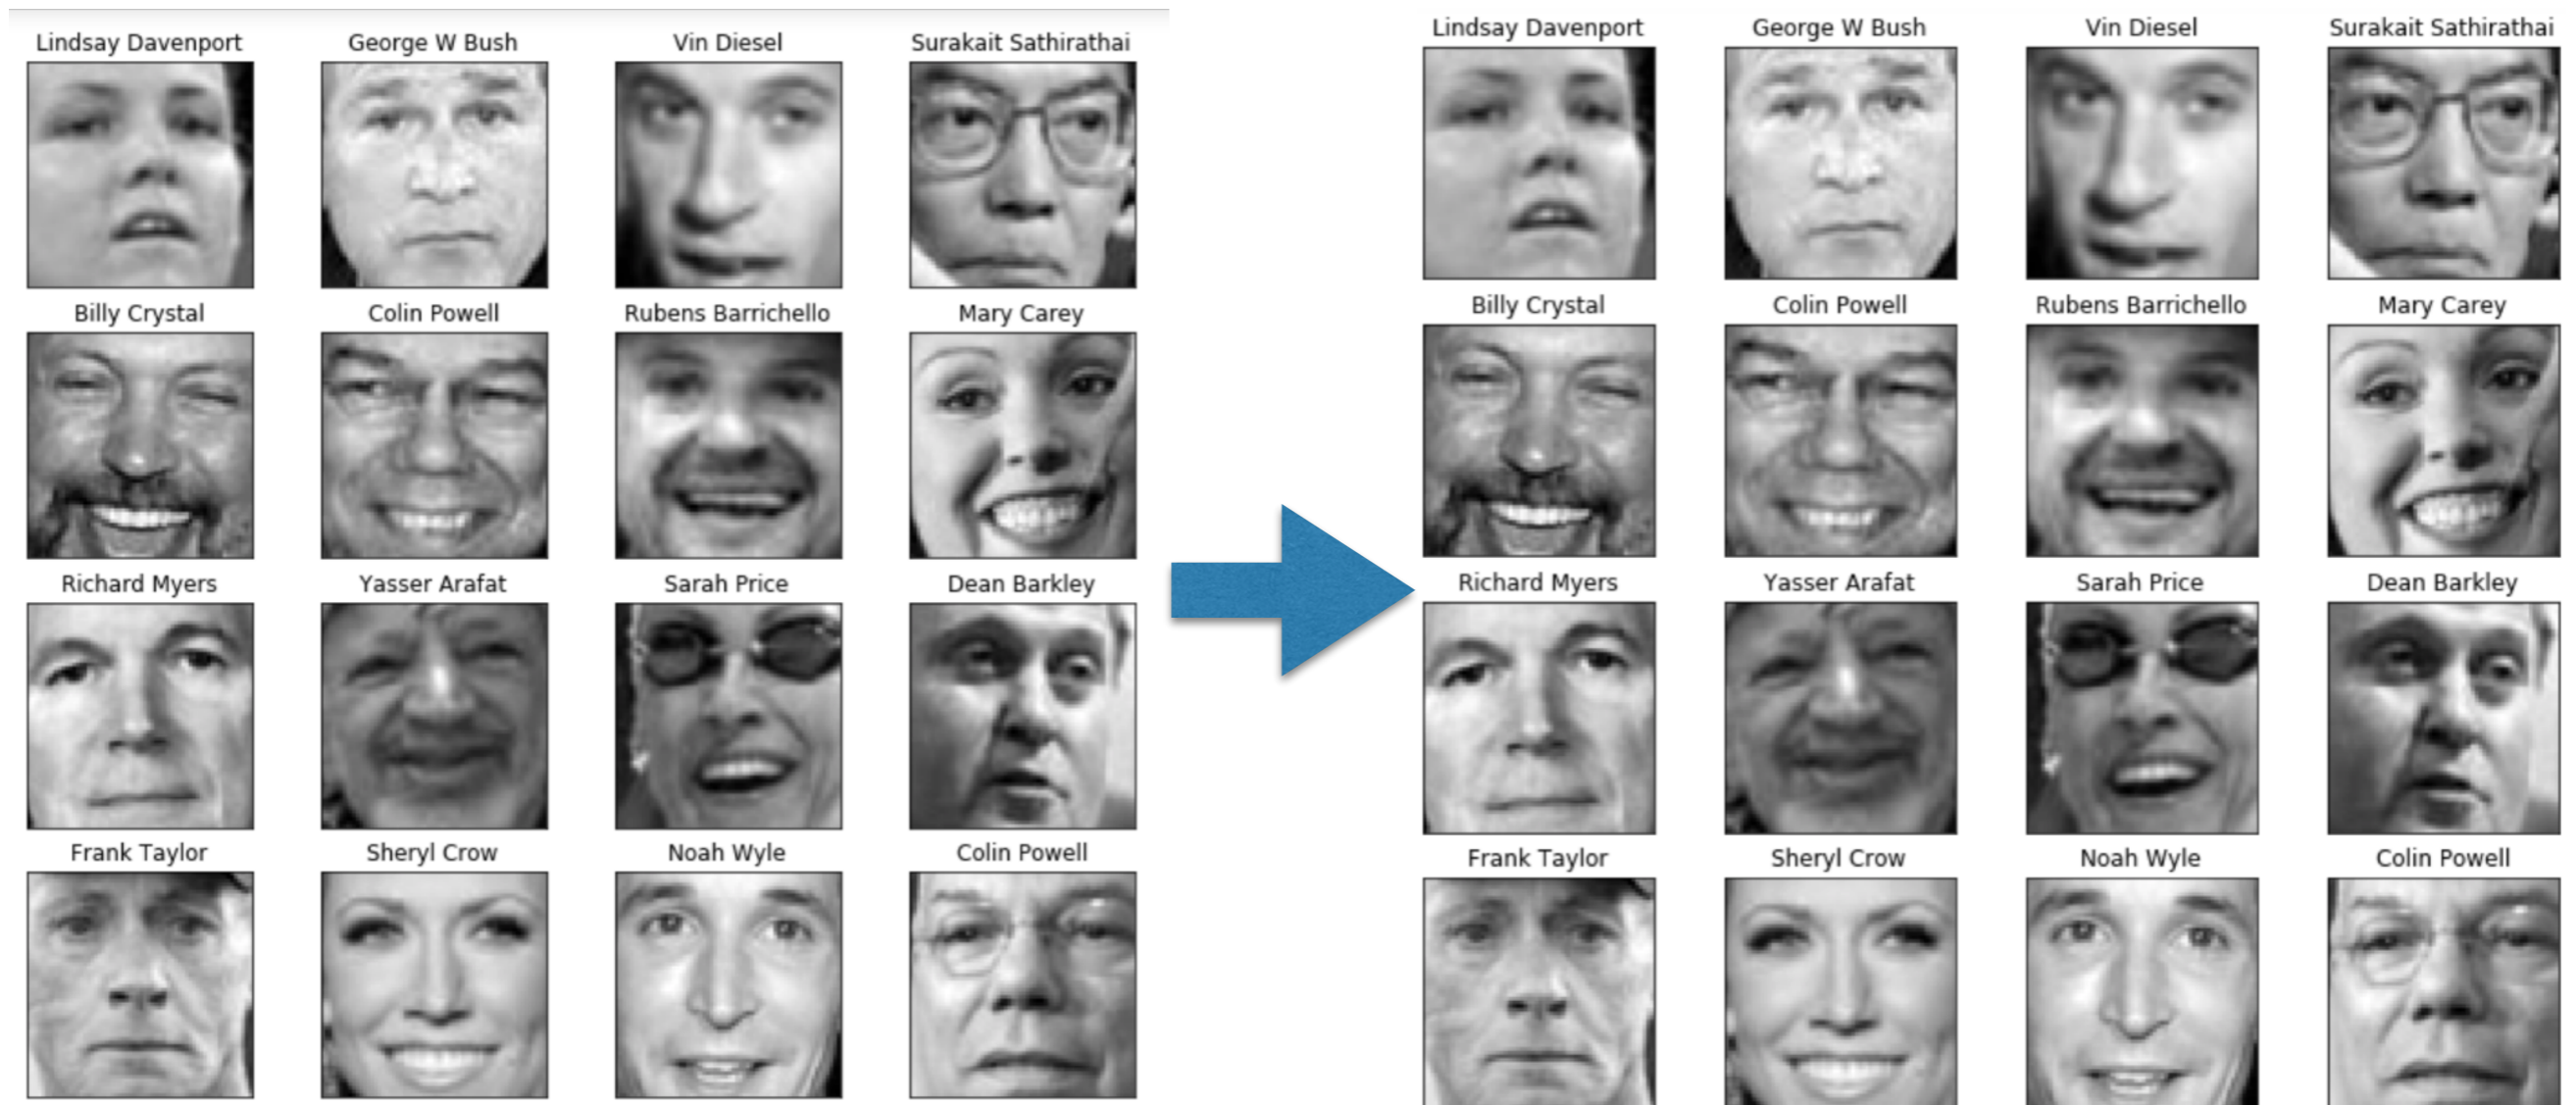 Lindsay Davenport George W Bush Vin Diesel Surakait Sathirathai
Billy Crystal Colin Powell Rubens Barrichello Mary Carey
Richard Myers Yasser Arafat Sarah Price Dean Barkley
Frank Taylor Sheryl Crow Noah Wyle Colin Powell
Lindsay Davenport George W Bush Vin Diesel Surakait Sathirathai
Billy Crystal Colin Powell Rubens Barrichello Mary Carey
Richard Myers Yasser Arafat Sarah Price Dean Barkley
Frank Taylor Sheryl Crow Noah Wyle Colin Powell